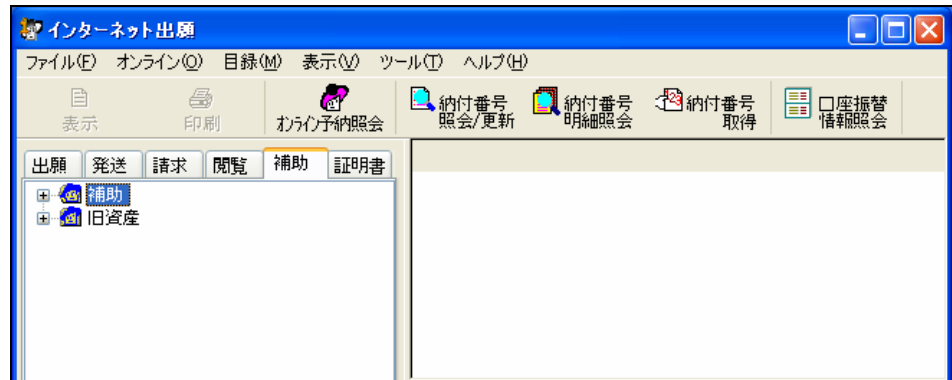 インターネット出願
ファイル(F) オンライン(O) 目録(M) 表示(V) ツール(T) ヘルプ(H)
表示
印刷
オンライン予納照会
納付番号
照会/更新
納付番号
明細照会
納付番号
取得
口座振替
情報照会
出願 発送 請求 閲覧 補助 証明書
補助
旧資産